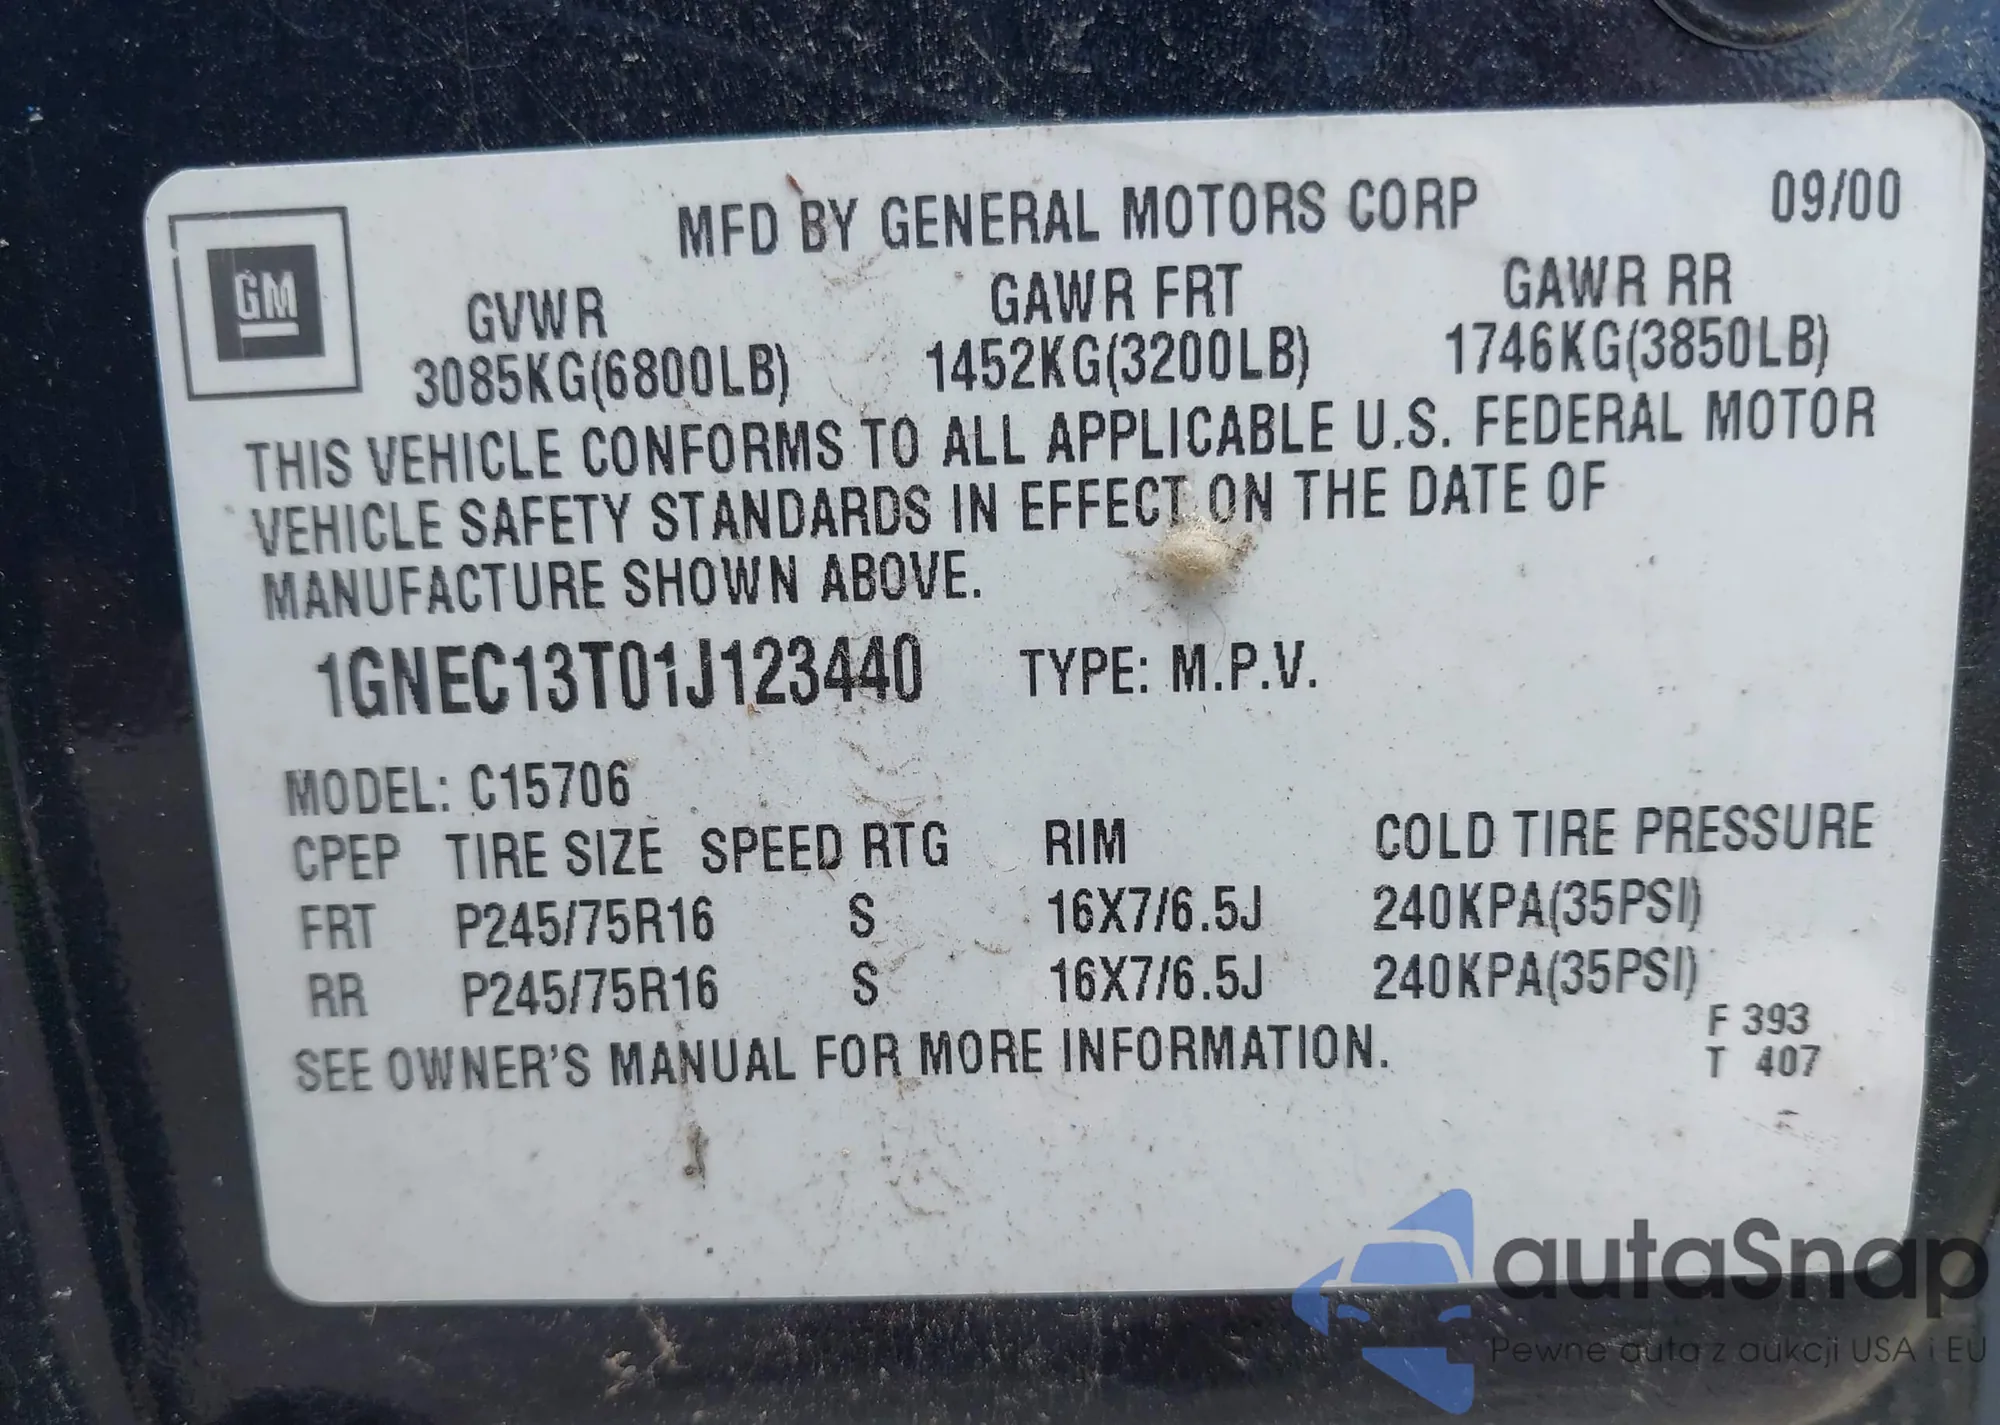 MFD BY GENERAL MOTORS CORP 09/00
GM
GVWR GAWR FRT GAWR RR
3085KG(6800LB) 1452KG(3200LB) 1746KG(3850LB)
THIS VEHICLE CONFORMS TO ALL APPLICABLE U.S. FEDERAL MOTOR
VEHICLE SAFETY STANDARDS IN EFFECT ON THE DATE OF
MANUFACTURE SHOWN ABOVE.
1GNEC13T01J123440 TYPE: M.P.V.
MODEL: C15706
CPEP TIRE SIZE SPEED RTG RIM COLD TIRE PRESSURE
FRT P245/75R16 S 16X7/6.5J 240KPA(35PSI)
RR P245/75R16 S 16X7/6.5J 240KPA(35PSI)
SEE OWNER'S MANUAL FOR MORE INFORMATION.
F 393
T 407
autaSnap
Pewne auta z aukcji USA i EU